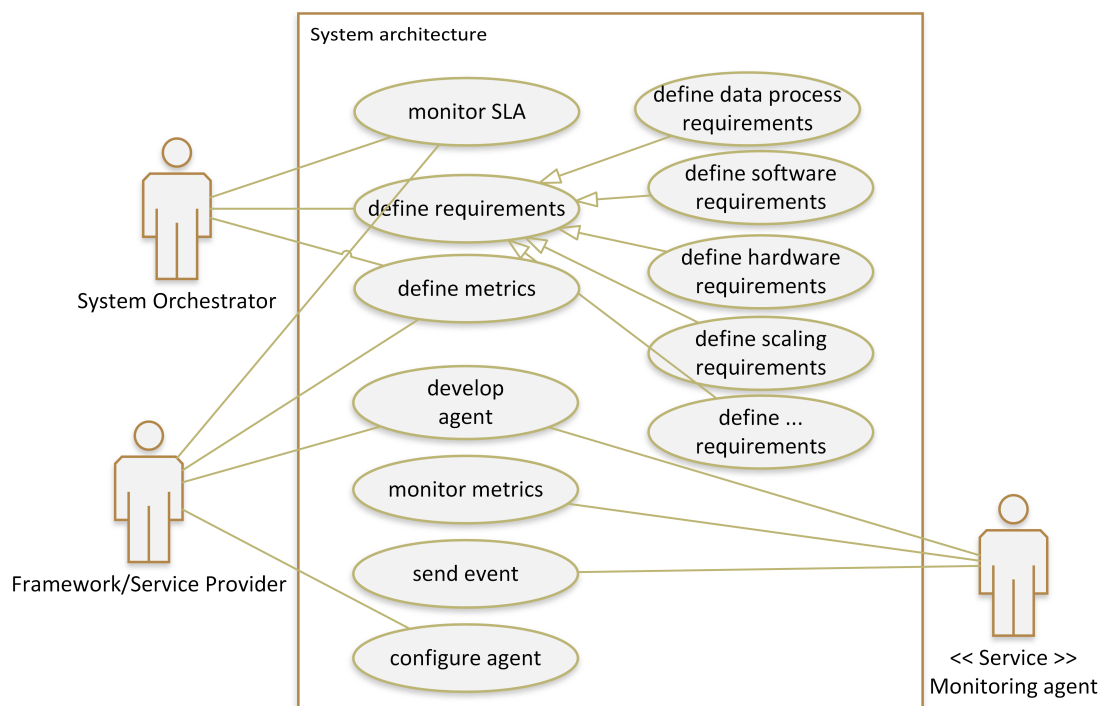 System architecture
monitor SLA
define data process
requirements
define software
requirements
define requirements
System Orchestrator
define hardware
requirements
define metrics
define scaling
requirements
develop
agent
define ...
requirements
monitor metrics
Framework/Service Provider
send event
configure agent
<< Service >>
Monitoring agent